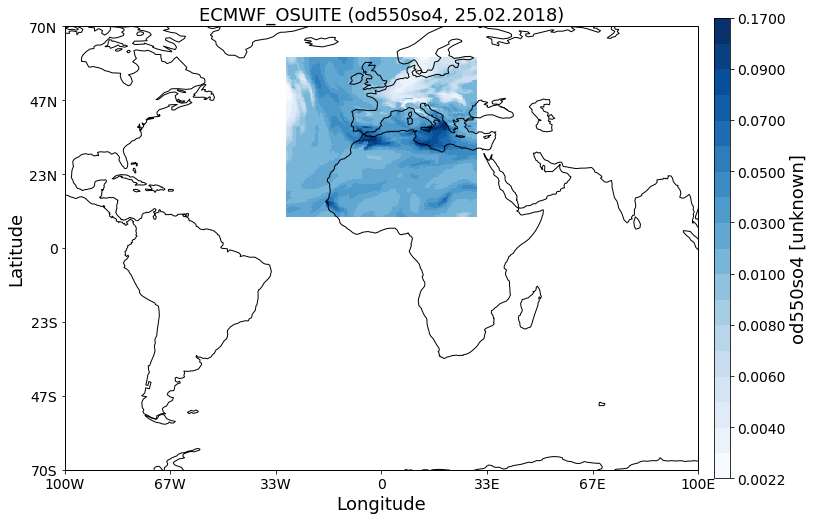 ECMWF_OSUITE (od550so4, 25.02.2018)
70N
47N
23N
0
23S
47S
70S
Latitude
100W
67W
33W
0
33E
67E
100E
Longitude
0.1700
0.0900
0.0700
0.0300
0.0100
0.0080
0.0060
0.0040
0.0022
od550so4 [unknown]